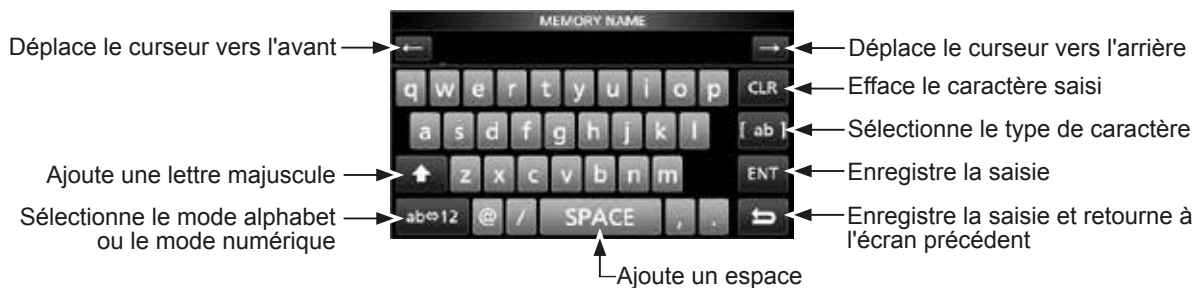 MEMORY NAME
Déplace le curseur vers l'avant ← → Déplace le curseur vers l'arrière
q w e r t y u i o p CLR Efface le caractère saisi
a s d f g h j k l [ ab ] Sélectionne le type de caractère
Ajoute une lettre majuscule z x c v b n m ENT Enregistre la saisie
Sélectionne le mode alphabet
ou le mode numérique
ab⇔12 @ / SPACE , .
Enregistre la saisie et retourne à
l'écran précédent
Ajoute un espace